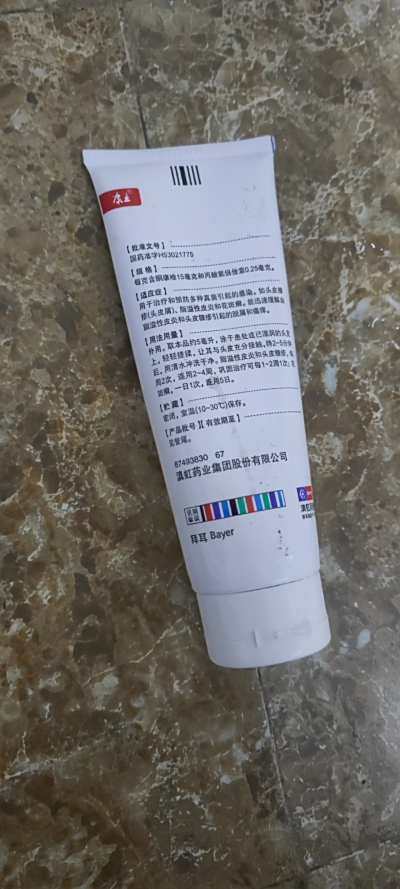 康王
【批准文号】
国药准字H53021775
【规格】
每克含酮康唑15毫克和丙酸氯倍他索0.25毫克。
【适应症】
用于治疗和预防多种真菌引起的感染，如头皮糠
疹(头皮屑)、脂溢性皮炎和花斑癣。能迅速缓解由
脂溢性皮炎和头皮糠疹引起的脱屑和瘙痒。
【用法用量】
外用。取本品约5毫升，涂于患处或已湿润的头发
上，轻轻搓揉，让其与头皮充分接触，待3~5分钟
后，用清水冲洗干净。脂溢性皮炎和头皮糠疹，每
周2次，连用2~4周，巩固治疗可每1~2周1次；花
斑癣，一日1次，连用5日。
【贮藏】
密闭，室温(10~30℃)保存。
【产品批号】【有效期至】
见管尾。
87493830 67
滇虹药业集团股份有限公司
拜耳 Bayer
滇虹